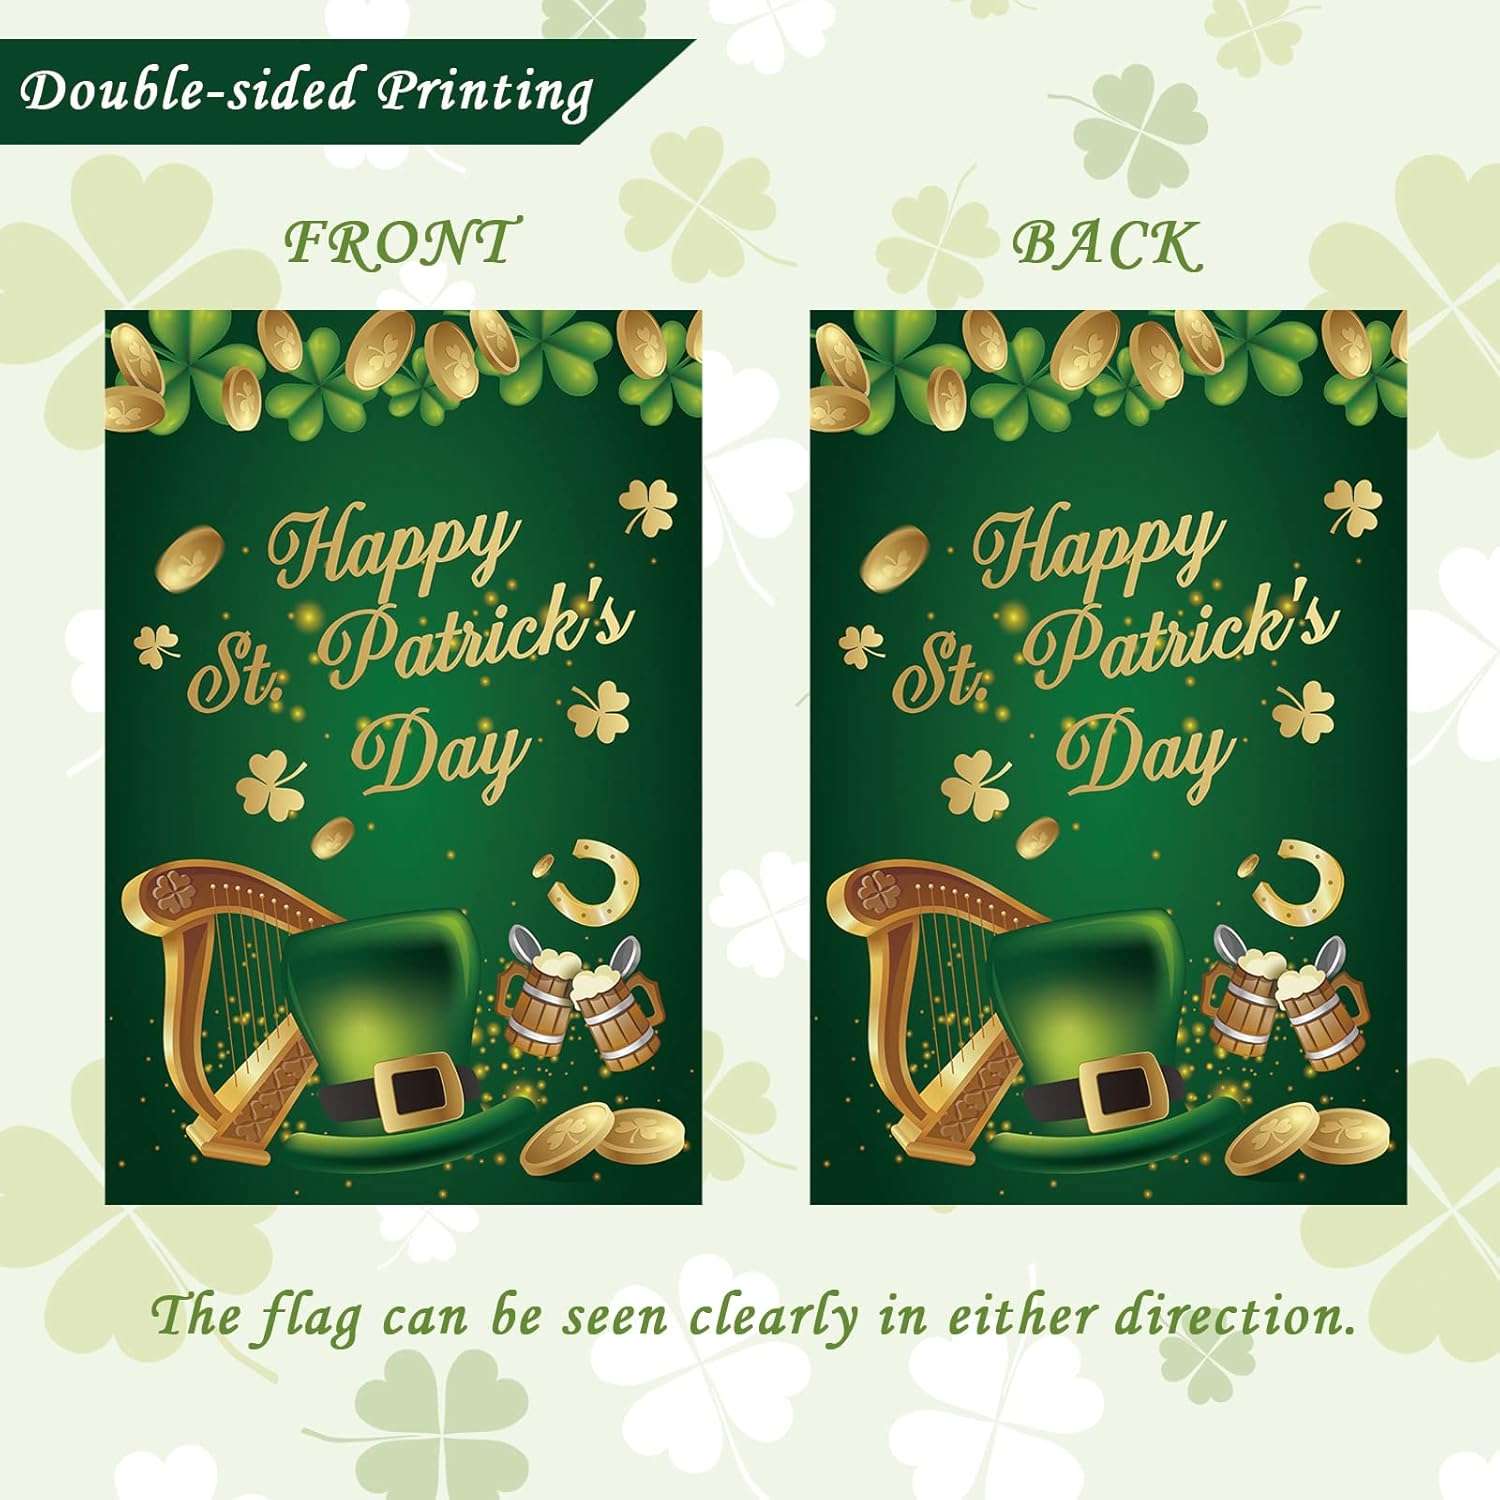 Double-sided Printing
FRONT
BACK
Happy
St. Patrick's
Day
Happy
St. Patrick's
Day
The flag can be seen clearly in either direction.